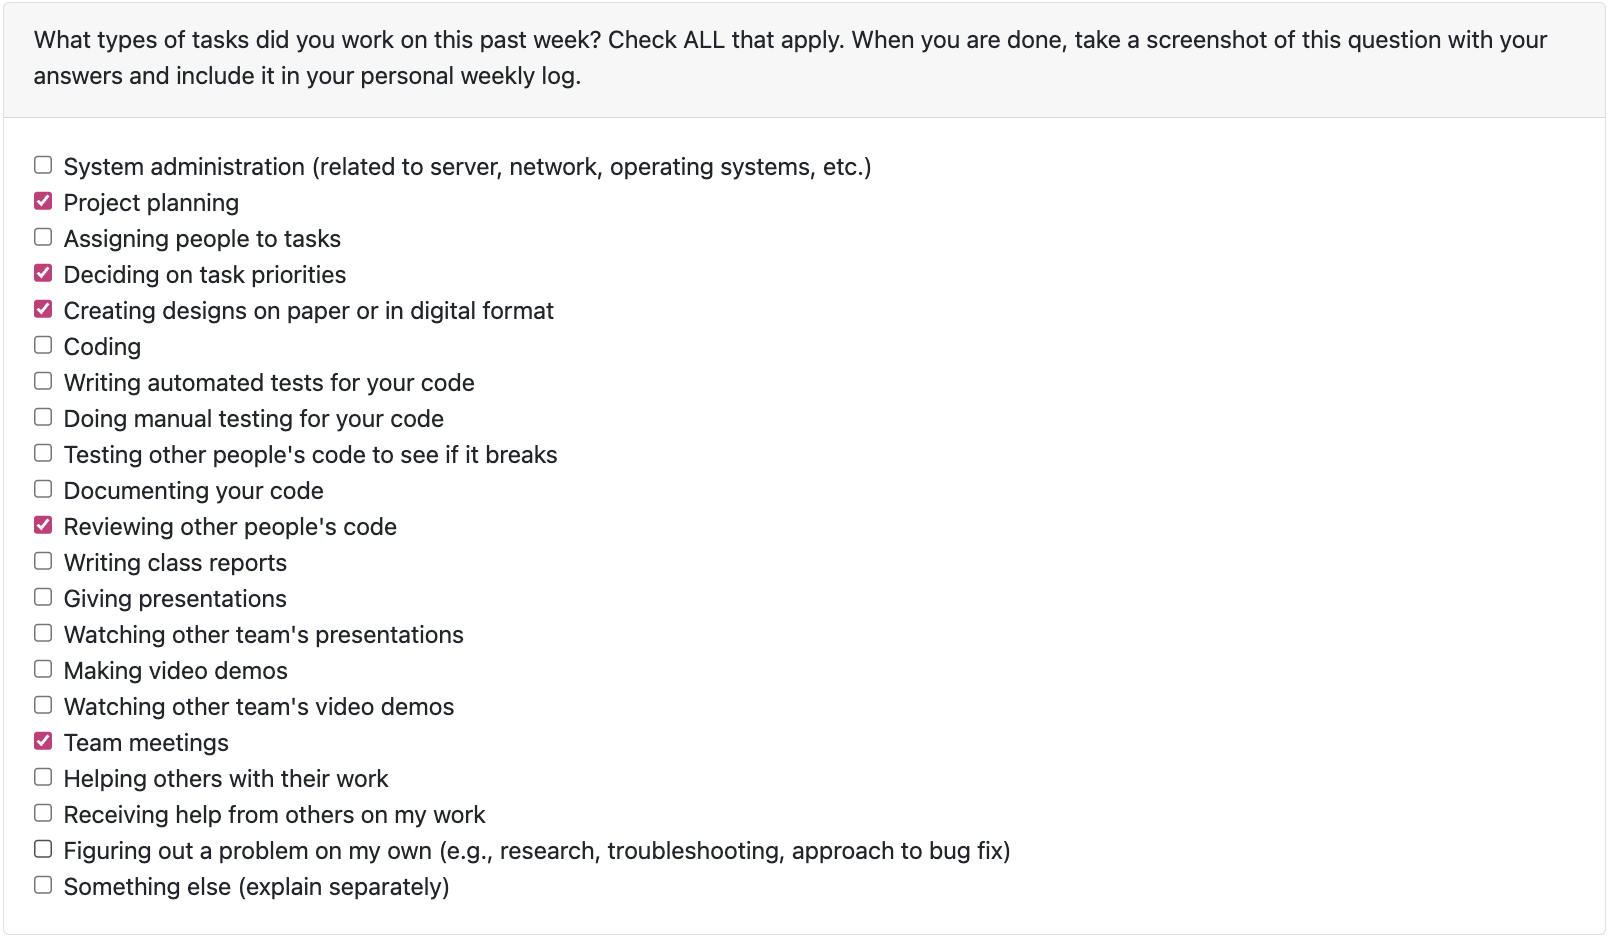 What types of tasks did you work on this past week? Check ALL that apply. When you are done, take a screenshot of this question with your
answers and include it in your personal weekly log.
System administration (related to server, network, operating systems, etc.)
Project planning
Assigning people to tasks
Deciding on task priorities
Creating designs on paper or in digital format
Coding
Writing automated tests for your code
Doing manual testing for your code
Testing other people's code to see if it breaks
Documenting your code
Reviewing other people's code
Writing class reports
Giving presentations
Watching other team's presentations
Making video demos
Watching other team's video demos
Team meetings
Helping others with their work
Receiving help from others on my work
Figuring out a problem on my own (e.g., research, troubleshooting, approach to bug fix)
Something else (explain separately)